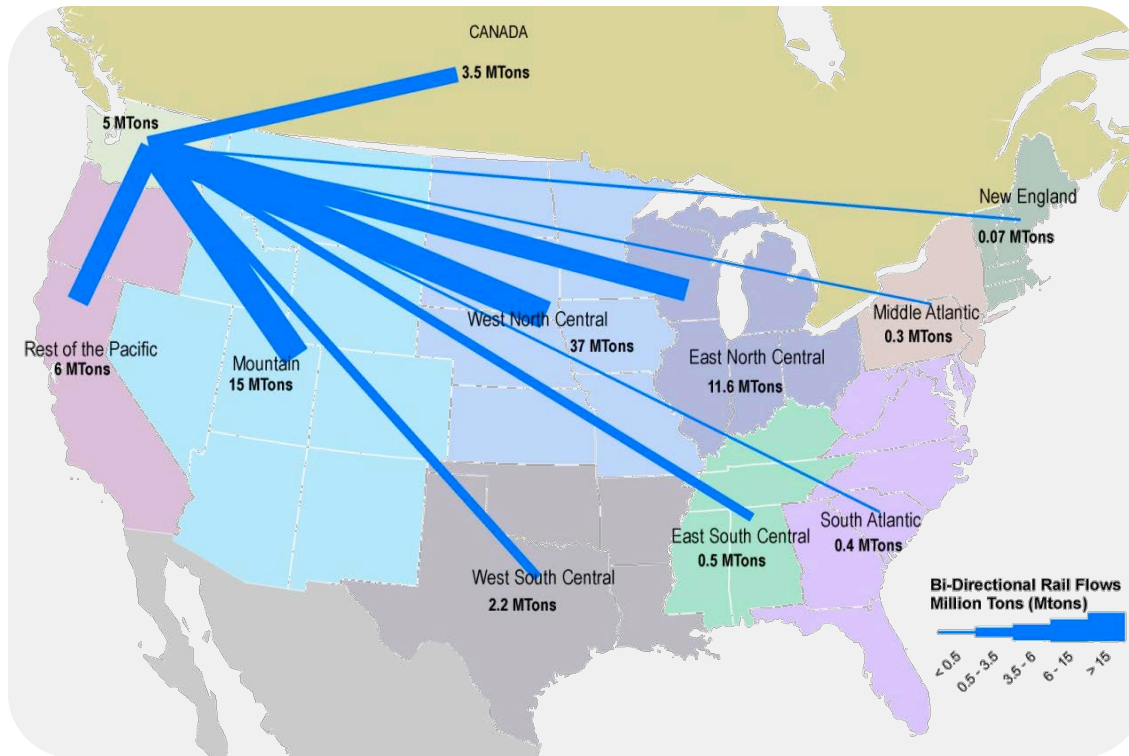 CANADA
3.5 MTons
5 MTons
New England
0.07 MTons
Middle Atlantic
0.3 MTons
West North Central
37 MTons
Rest of the Pacific
6 MTons
Mountain
15 MTons
East North Central
11.6 MTons
East South Central
0.5 MTons
South Atlantic
0.4 MTons
West South Central
2.2 MTons
Bi-Directional Rail Flows
Million Tons (Mtons)
< 0.5
0.5 - 3.5
3.5 - 6
6 - 15
> 15